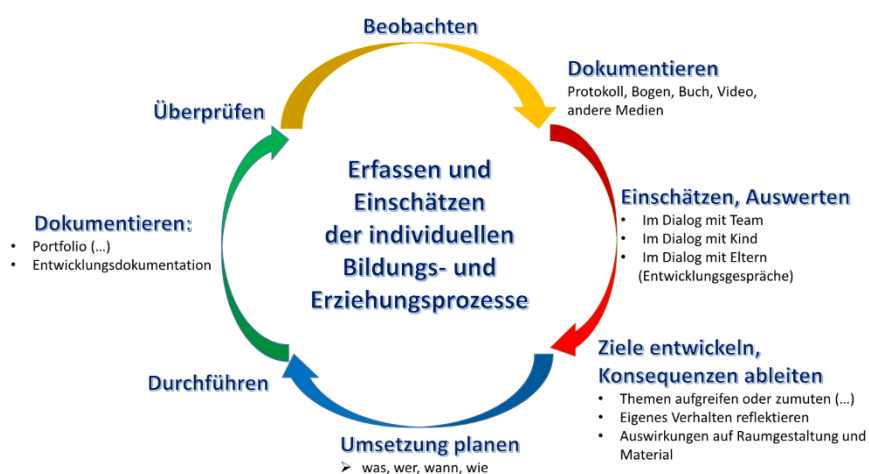 Beobachten
Dokumentieren
Protokoll, Bogen, Buch, Video,
andere Medien
Einschätzen, Auswerten
• Im Dialog mit Team
• Im Dialog mit Kind
• Im Dialog mit Eltern
(Entwicklungsgespräche)
Ziele entwickeln,
Konsequenzen ableiten
• Themen aufgreifen oder zumuten (...)
• Eigenes Verhalten reflektieren
• Auswirkungen auf Raumgestaltung und
Material
Umsetzung planen
➢ was, wer, wann, wie
Durchführen
Dokumentieren:
• Portfolio (...)
• Entwicklungsdokumentation
Überprüfen
Erfassen und
Einschätzen
der individuellen
Bildungs- und
Erziehungsprozesse